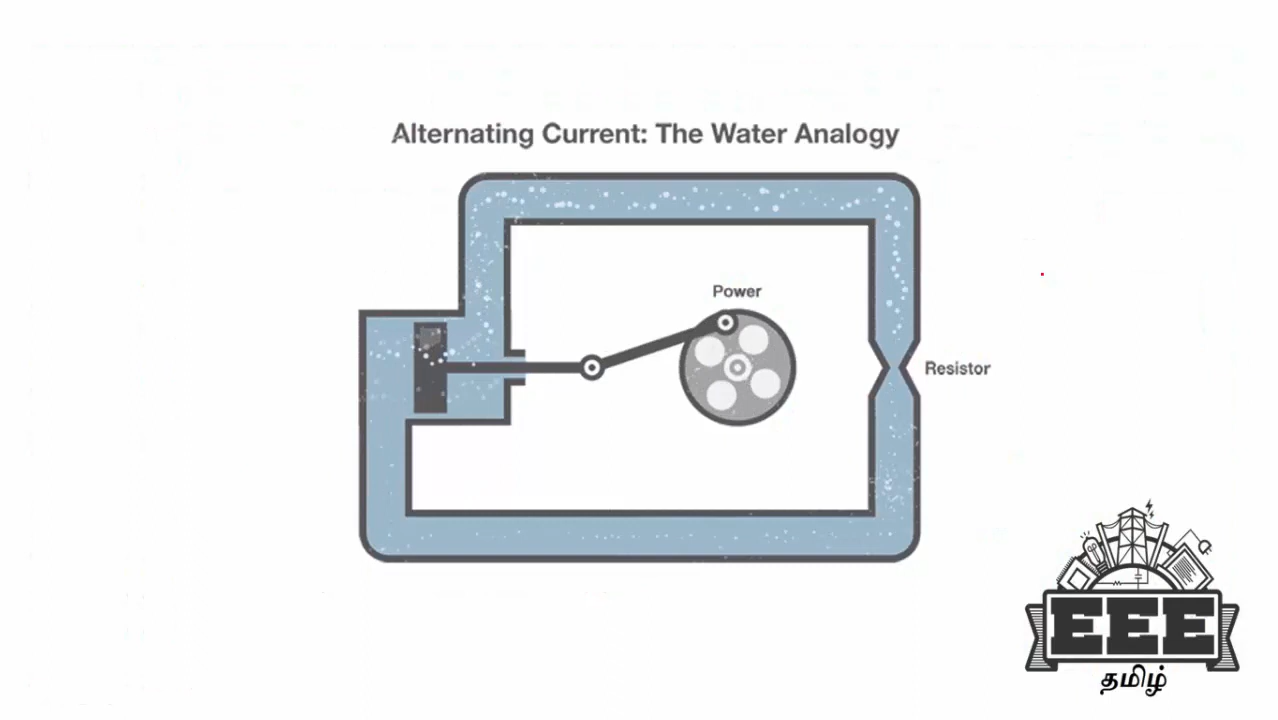 Alternating Current: The Water Analogy
Power
Resistor
EEE
தமிழ்